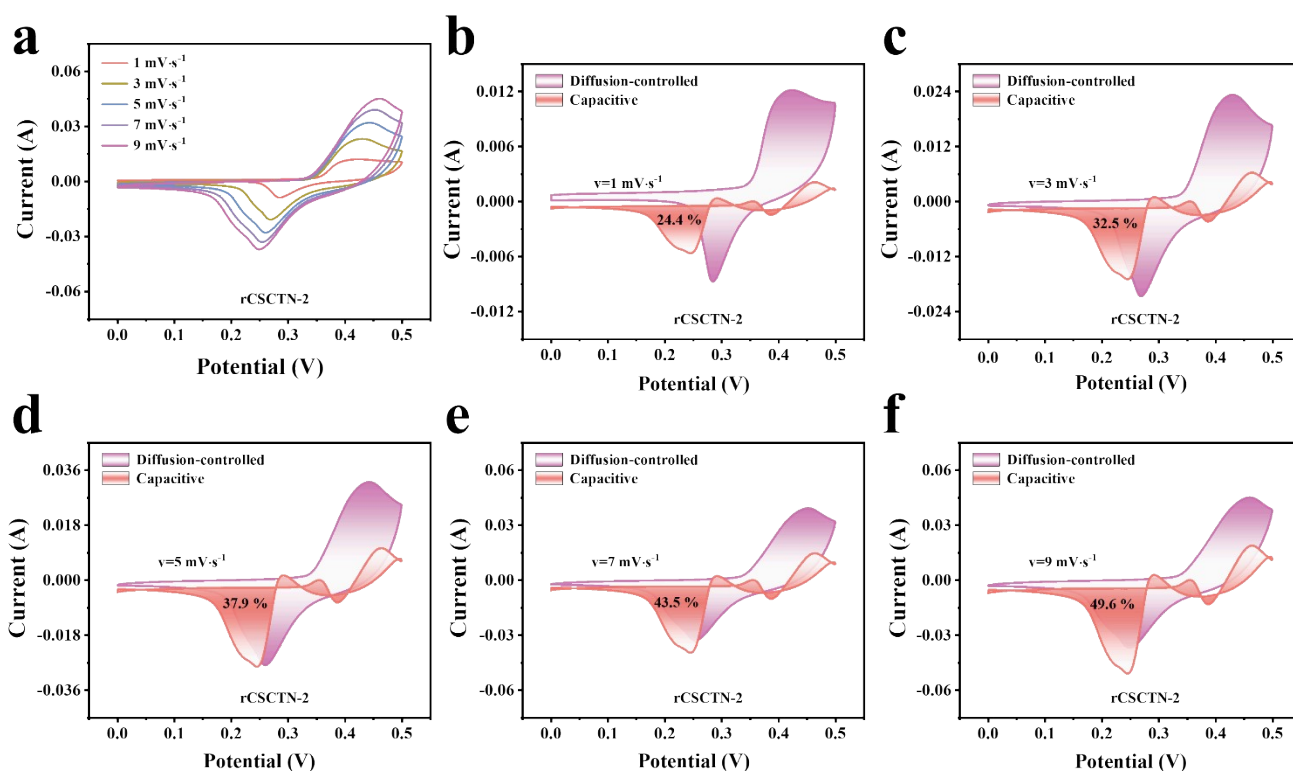 a
0.06
0.03
0.00
-0.03
-0.06
Current (A)
1 mV·s⁻¹
3 mV·s⁻¹
5 mV·s⁻¹
7 mV·s⁻¹
9 mV·s⁻¹
rCSCTN-2
0.0 0.1 0.2 0.3 0.4 0.5
Potential (V)
b
0.012
0.006
0.000
-0.006
-0.012
Current (A)
Diffusion-controlled
Capacitive
v=1 mV·s⁻¹
24.4 %
rCSCTN-2
0.0 0.1 0.2 0.3 0.4 0.5
Potential (V)
c
0.024
0.012
0.000
-0.012
-0.024
Current (A)
Diffusion-controlled
Capacitive
v=3 mV·s⁻¹
32.5 %
rCSCTN-2
0.0 0.1 0.2 0.3 0.4 0.5
Potential (V)
d
0.036
0.018
0.000
-0.018
-0.036
Current (A)
Diffusion-controlled
Capacitive
v=5 mV·s⁻¹
37.9 %
rCSCTN-2
0.0 0.1 0.2 0.3 0.4 0.5
Potential (V)
e
0.06
0.03
0.00
-0.03
-0.06
Current (A)
Diffusion-controlled
Capacitive
v=7 mV·s⁻¹
43.5 %
rCSCTN-2
0.0 0.1 0.2 0.3 0.4 0.5
Potential (V)
f
0.06
0.03
0.00
-0.03
-0.06
Current (A)
Diffusion-controlled
Capacitive
v=9 mV·s⁻¹
49.6 %
rCSCTN-2
0.0 0.1 0.2 0.3 0.4 0.5
Potential (V)